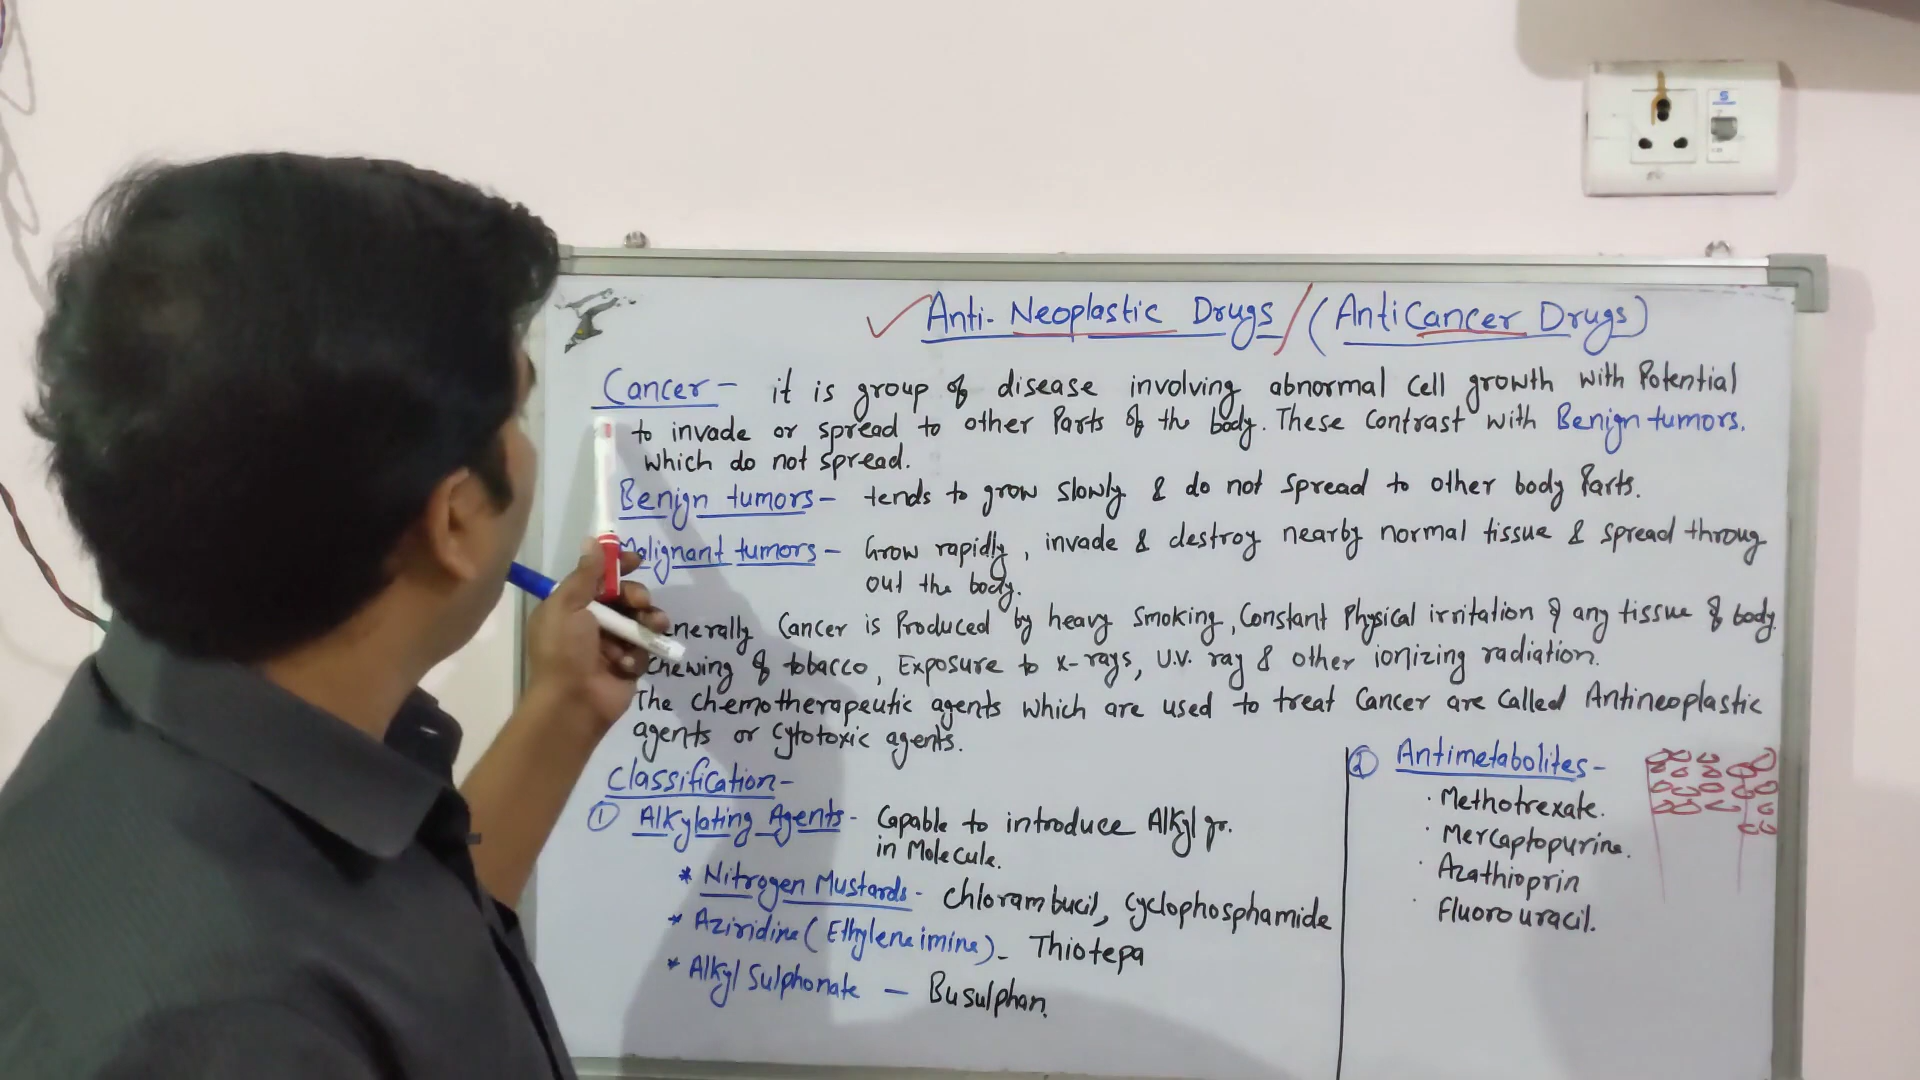 Anti-Neoplastic Drugs / (AntiCancer Drugs)
Cancer - it is group of disease involving abnormal cell growth with Potential
to invade or spread to other Parts of the body. These contrast with Benign tumors.
which do not spread.
Benign tumors - tends to grow slowly & do not spread to other body Parts.
Malignant tumors - Grow rapidly, invade & destroy nearby normal tissue & spread throug
out the body.
enerally Cancer is Produced by heavy smoking, Constant Physical irritation of any tissue of body.
chewing of tobacco, Exposure to x-rays, U.V. ray & other ionizing radiation.
The chemotherapeutic agents which are used to treat Cancer are called Antineoplastic
agents or cytotoxic agents.
Classification -
① Alkylating Agents - Capable to introduce Alkyl gr.
in Molecule.
* Nitrogen Mustards - Chlorambucil, Cyclophosphamide
* Aziridine (Ethylene imine) - Thiotepa
* Alkyl Sulphonate - Busulphan.
② Antimetabolites -
· Methotrexate.
· Mercaptopurine.
· Azathioprin
· Fluorouracil.